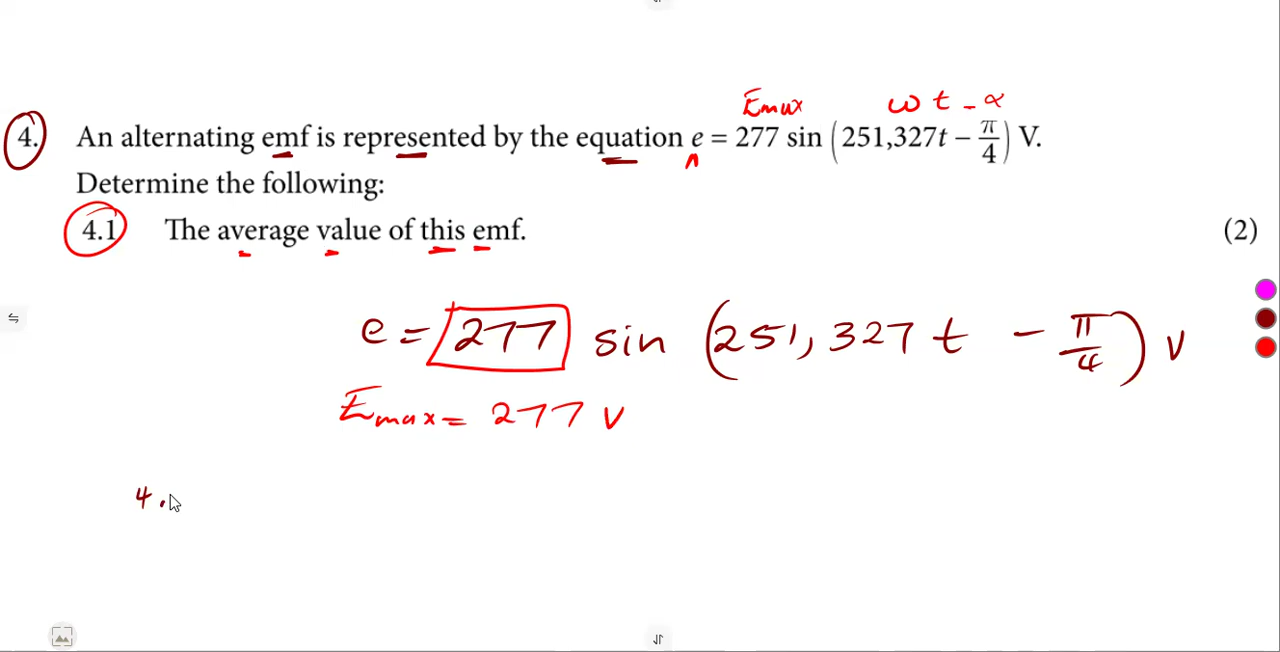 Emax ωt - α
4. An alternating emf is represented by the equation e = 277 sin (251,327t − π/4) V.
Determine the following:
4.1 The average value of this emf. (2)
e = 277 sin (251,327 t - π/4) V
Emax = 277 V
4.